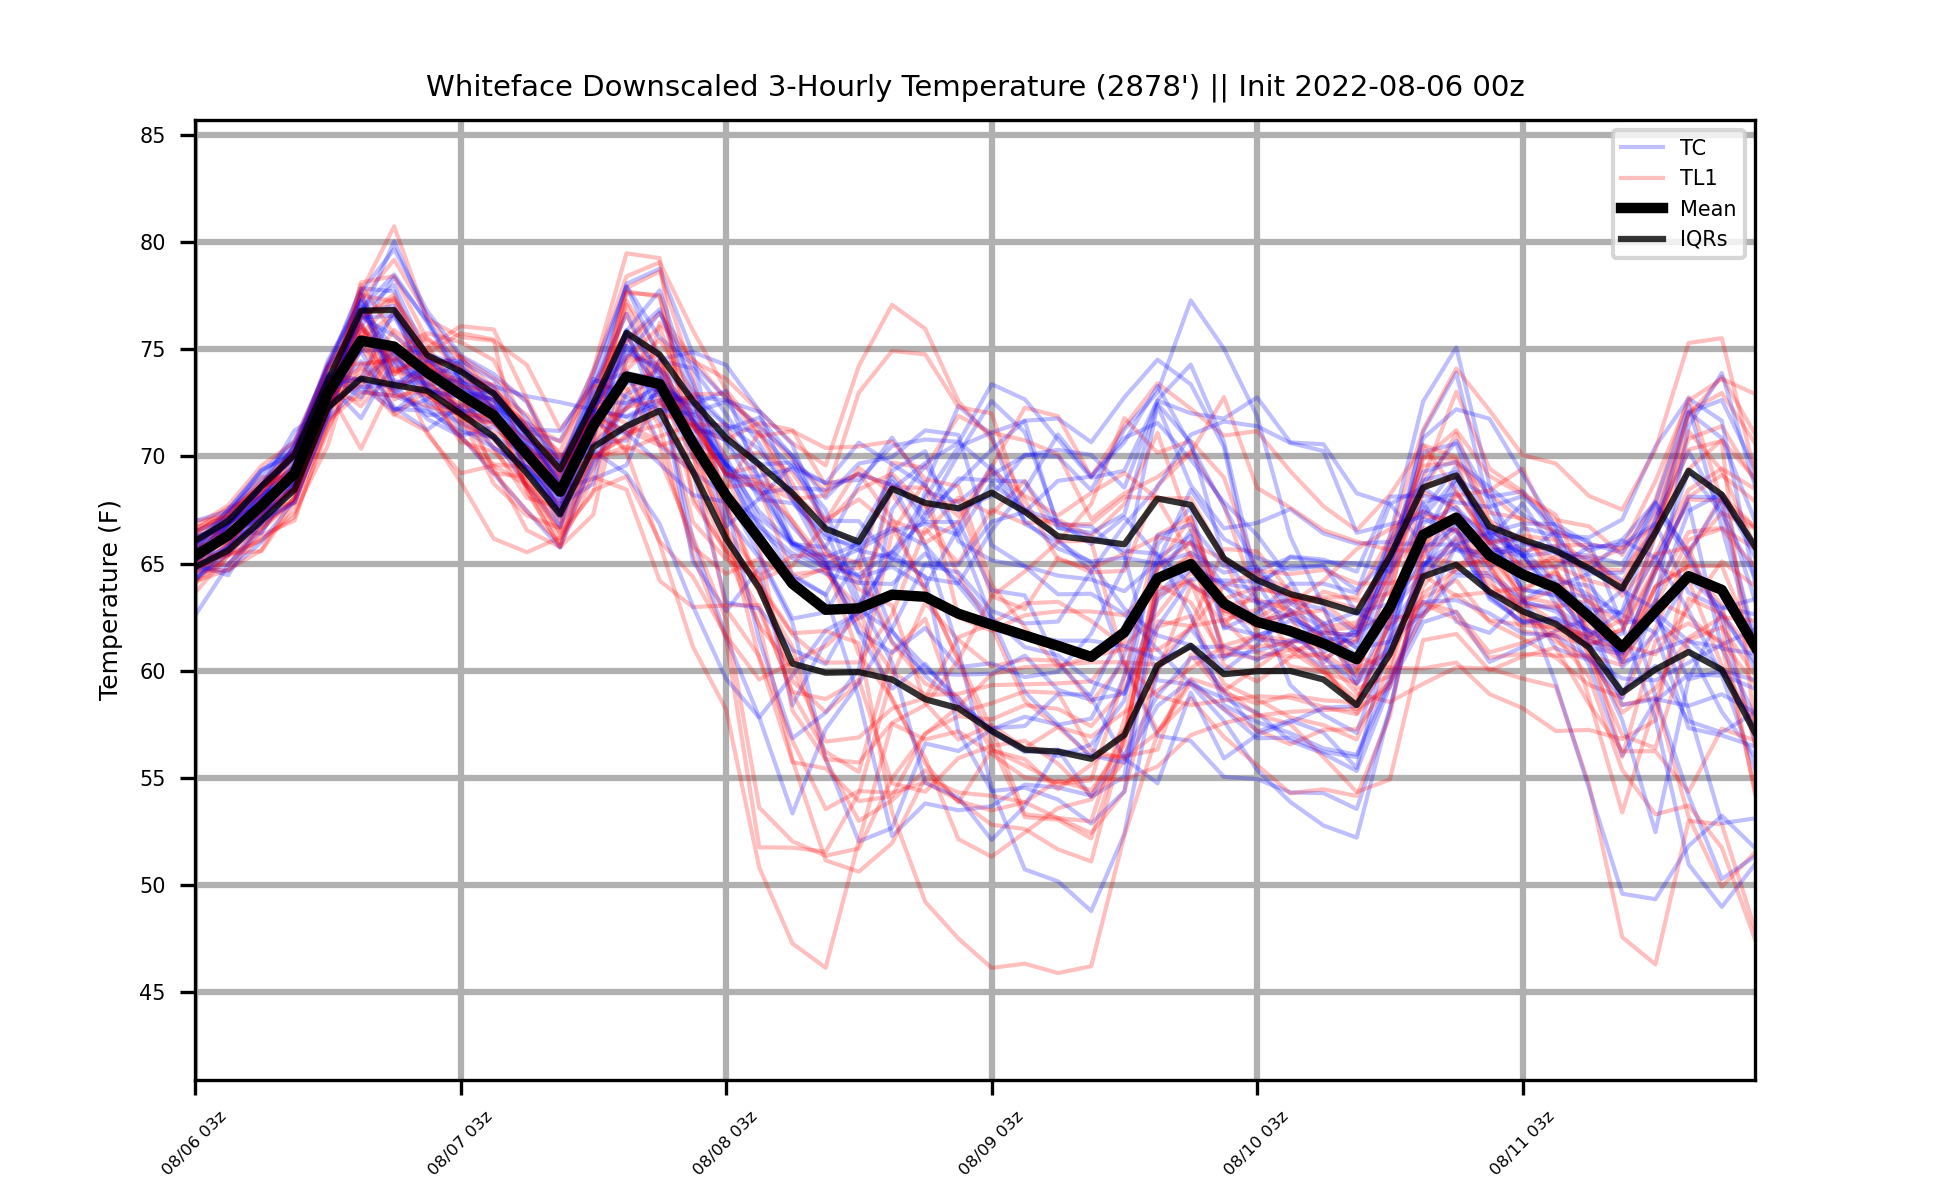 Whiteface Downscaled 3-Hourly Temperature (2878') || Init 2022-08-06 00z
TC
TL1
Mean
IQRs
Temperature (F)
85
80
75
70
65
60
55
50
45
08/06 03z
08/07 03z
08/08 03z
08/09 03z
08/10 03z
08/11 03z